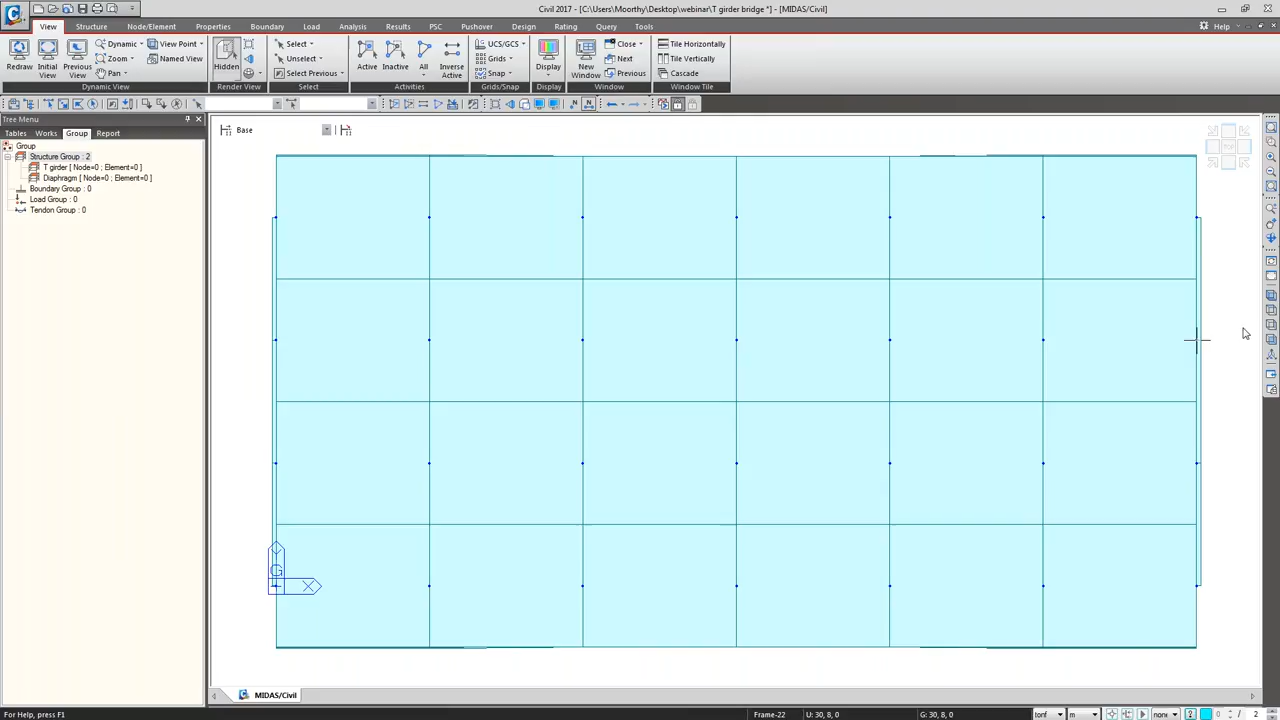 Civil 2017 - [C:\Users\Moorthy\Desktop\webinar\T girder bridge *] - [MIDAS/Civil]
View Structure Node/Element Properties Boundary Load Analysis Results PSC Pushover Design Rating Query Tools Help
Redraw Initial View Previous View Dynamic Zoom Pan View Point Named View Hidden Select Unselect Select Previous Active Inactive All Inverse Active UCS/GCS Grids Snap Display New Window Close Next Previous Tile Horizontally Tile Vertically Cascade
Dynamic View Render View Select Activities Grids/Snap Display Window Window Tile
Tree Menu
Tables Works Group Report
Base
Group
Structure Group : 2
T girder [ Node=0 ; Element=0 ]
Diaphragm [ Node=0 ; Element=0 ]
Boundary Group : 0
Load Group : 0
Tendon Group : 0
TOP
G
X
MIDAS/Civil
For Help, press F1 Frame-22 U: 30, 8, 0 G: 30, 8, 0 tonf m none 0 / 2